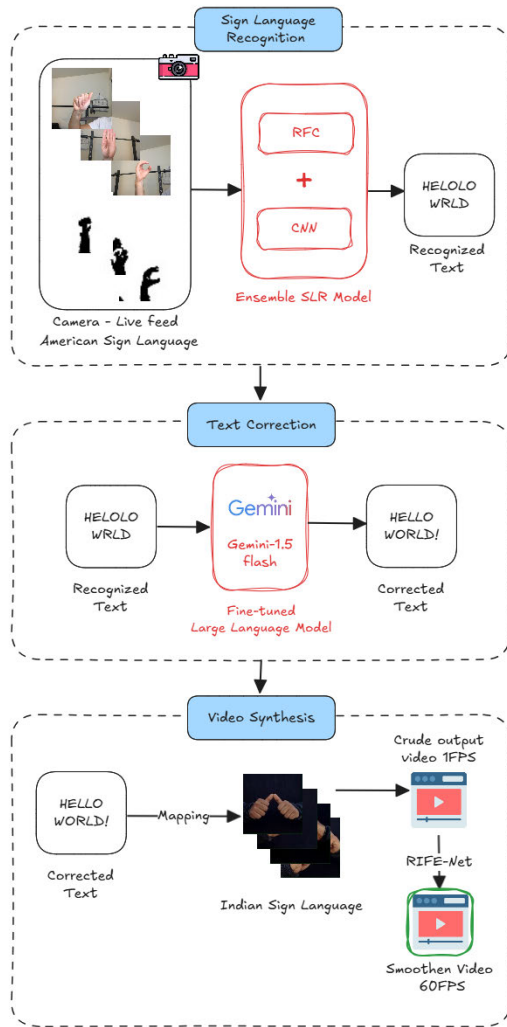 Sign Language
Recognition
RFC
+
CNN
Ensemble SLR Model
HELOLO
WRLD
Recognized
Text
Camera - Live feed
American Sign Language
Text Correction
HELOLO
WRLD
Recognized
Text
Gemini
Gemini-1.5
flash
Fine-tuned
Large Language Model
HELLO
WORLD!
Corrected
Text
Video Synthesis
HELLO
WORLD!
Corrected
Text
Mapping
Indian Sign Language
Crude output
video 1FPS
RIFE-Net
Smoothen Video
60FPS